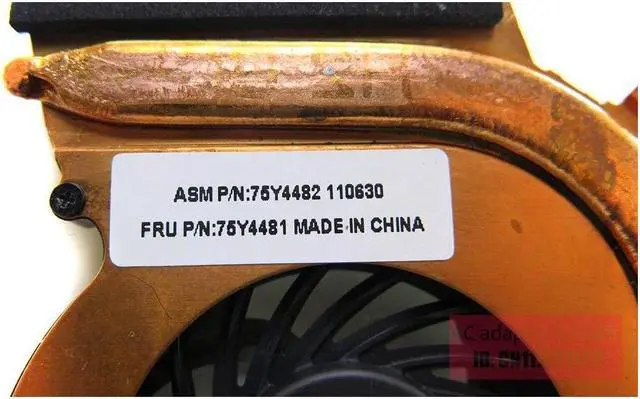 ASM P/N:75Y4482 110630
FRU P/N:75Y4481 MADE IN CHINA